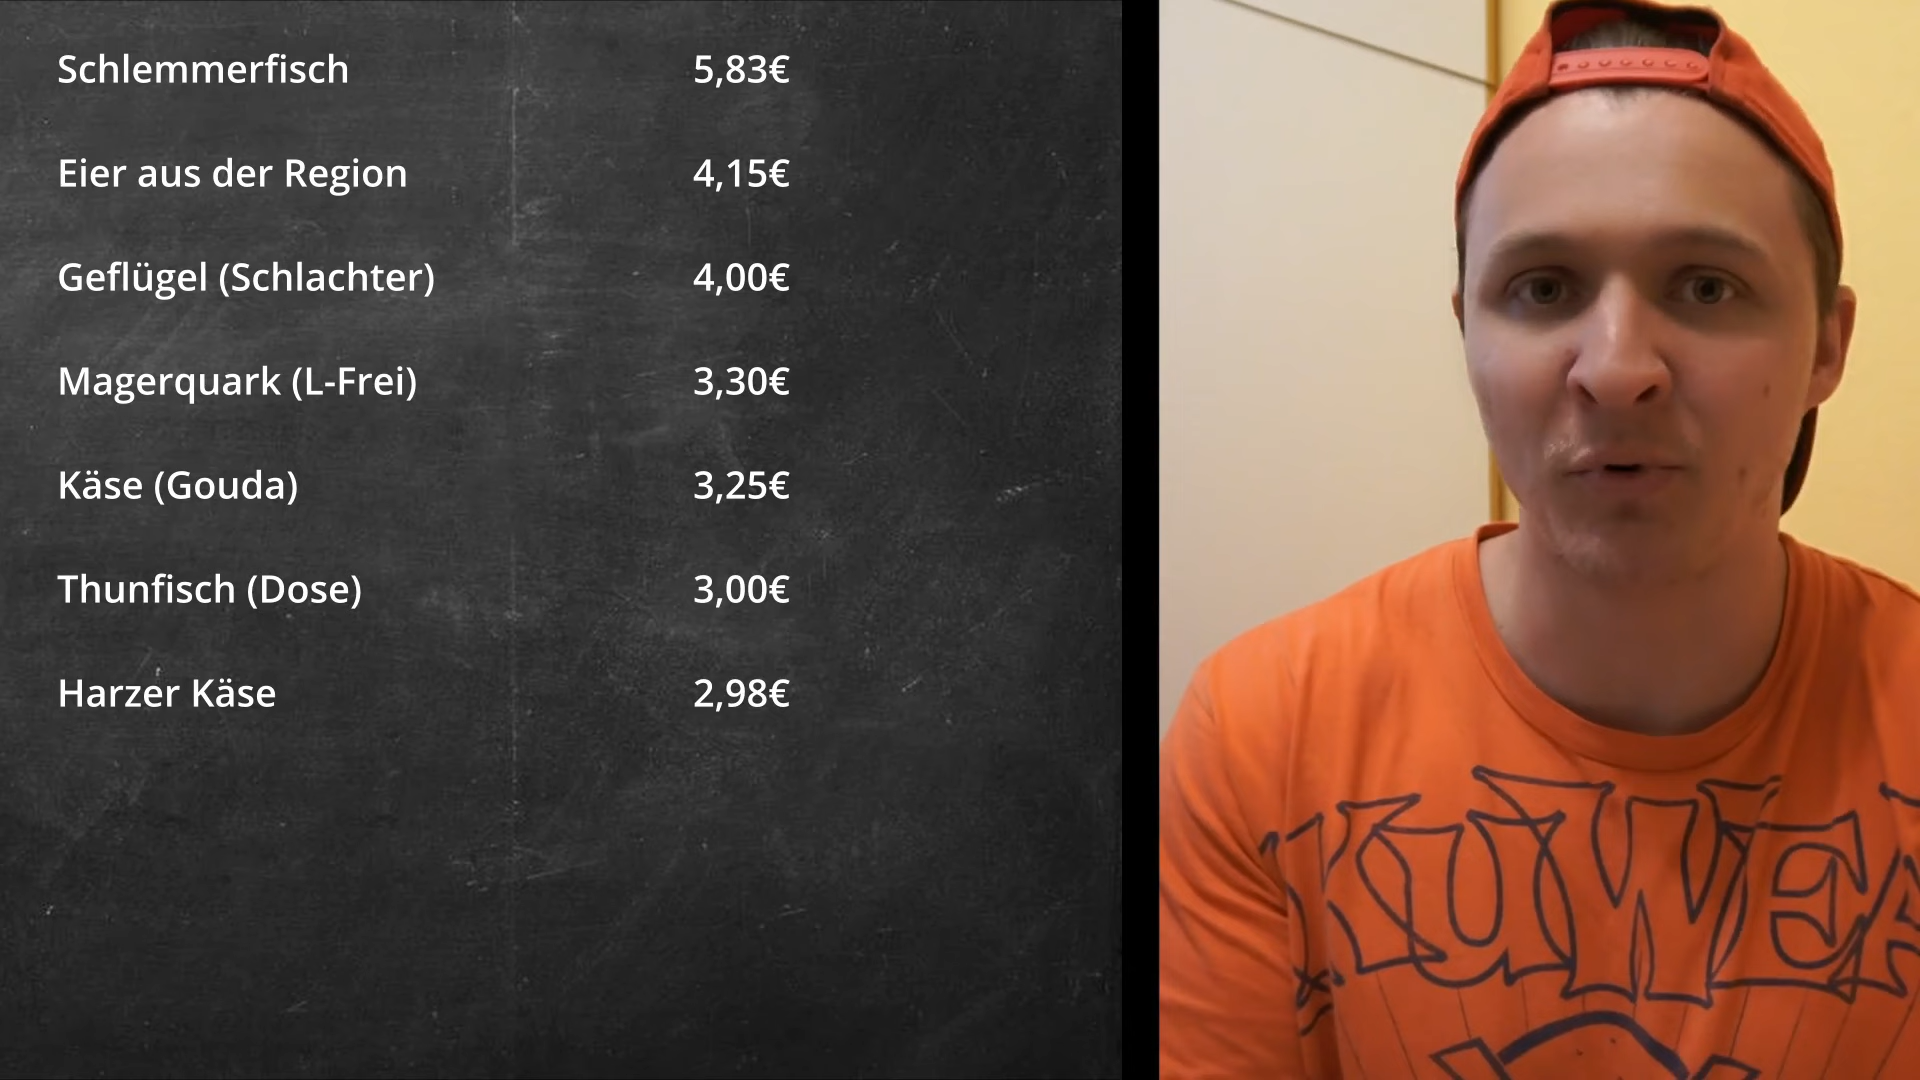 Schlemmerfisch 5,83€
Eier aus der Region 4,15€
Geflügel (Schlachter) 4,00€
Magerquark (L-Frei) 3,30€
Käse (Gouda) 3,25€
Thunfisch (Dose) 3,00€
Harzer Käse 2,98€